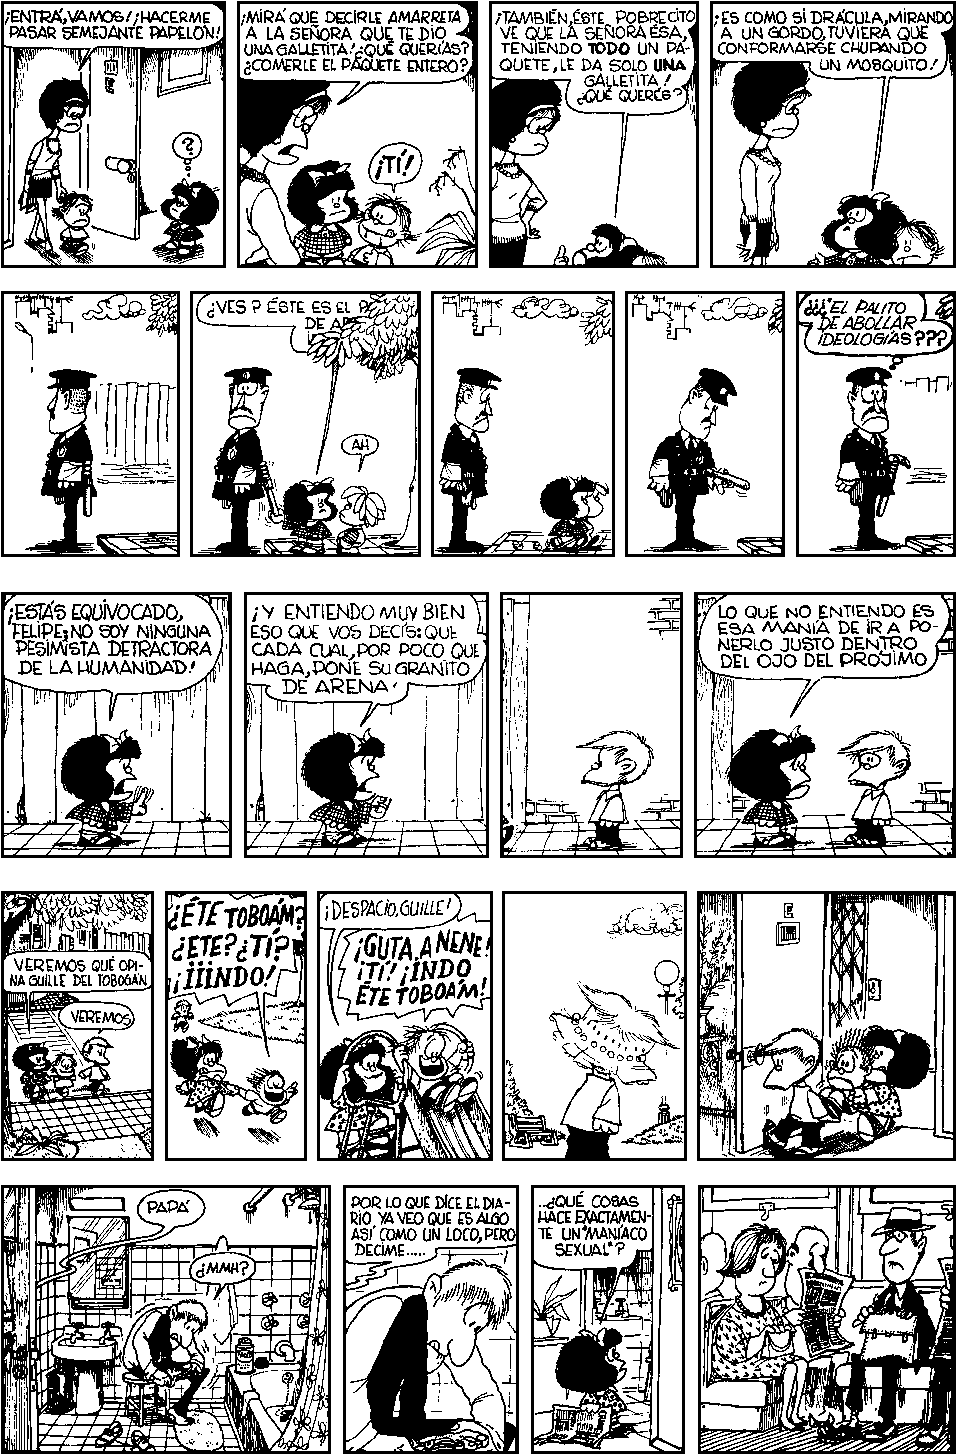 ¡ENTRÁ, VAMOS! ¡HACERME
PASAR SEMEJANTE PAPELÓN!
?
¡MIRÁ QUE DECIRLE AMARRETA
A LA SEÑORA QUE TE DIÓ
UNA GALLETITA! ¿QUÉ QUERÍAS?
¿COMERLE EL PAQUETE ENTERO?
¡TÍ!
¡TAMBIÉN, ÉSTE, POBRECITO
VE QUE LA SEÑORA ESA,
TENIENDO TODO UN PA-
QUETE, LE DA SOLO UNA
GALLETITA!
¿QUÉ QUERÉS?
¡ES COMO SÍ DRÁCULA, MIRANDO
A UN GORDO, TUVIERA QUE
CONFORMARSE CHUPANDO
UN MOSQUITO!
¿VES? ÉSTE ES EL
DE
AH
¿¿¿"EL PALITO
DE ABOLLAR
IDEOLOGÍAS"???
¡ESTÁS EQUIVOCADO,
FELIPE; NO SOY NINGUNA
PESIMISTA DETRACTORA
DE LA HUMANIDAD!
¡Y ENTIENDO MUY BIEN
ESO QUE VOS DECÍS: QUE
CADA CUAL, POR POCO QUE
HAGA, PONE SU GRANITO
DE ARENA!
LO QUE NO ENTIENDO ES
ESA MANÍA DE IR A PO-
NERLO JUSTO DENTRO
DEL OJO DEL PRÓJIMO
VEREMOS QUÉ OPI-
NA GUILLE DEL TOBOGÁN
VEREMOS
¿ÉTE TOBOÁM?
¿ETE? ¿TÍ?
¡ÏÏÏNDO!
¡DESPACIO, GUILLE!
¡GUTA, A NENE!
¡TÍ! ¡INDO
ÉTE TOBOÁM!
E
PAPÁ
¿MMH?
POR LO QUE DÍCE EL DIA-
RIO, YA VEO QUE ES ALGO
ASÍ COMO UN LOCO, PERO
DECIME.....
...¿QUÉ COSAS
HACE EXACTAMEN-
TE UN "MANÍACO
SEXUAL"?